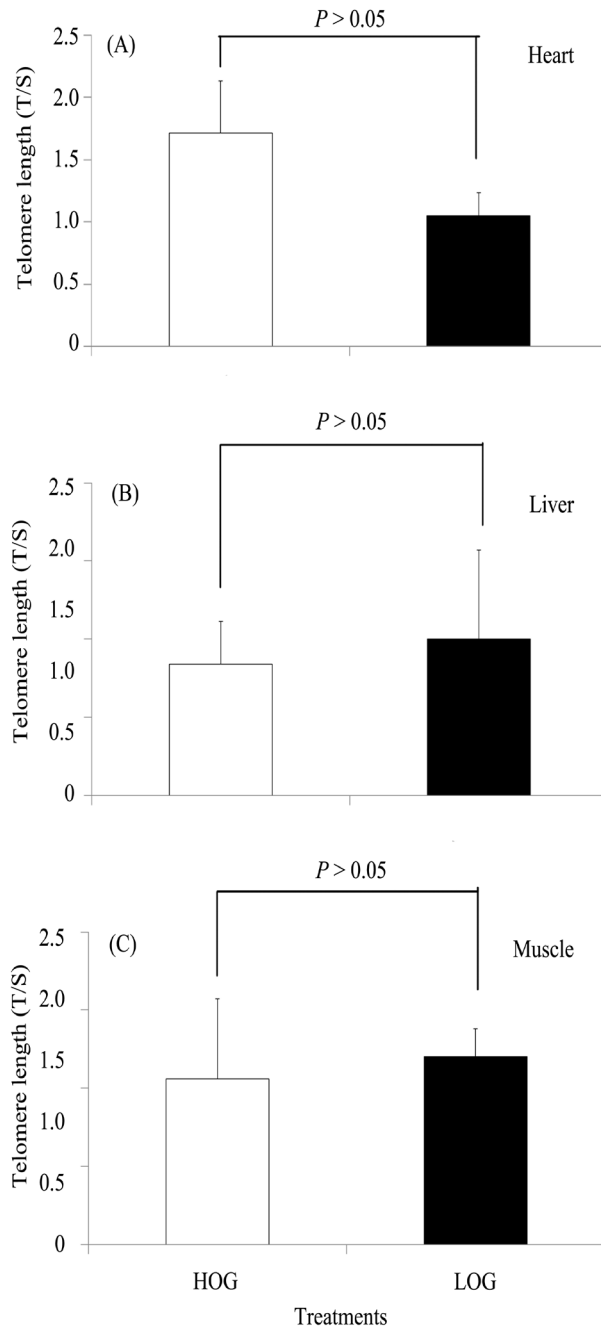 P > 0.05
2.5
(A)
Heart
2.0
1.5
1.0
0.5
0
Telomere length (T/S)
P > 0.05
2.5
(B)
Liver
2.0
1.5
1.0
0.5
0
Telomere length (T/S)
P > 0.05
2.5
(C)
Muscle
2.0
1.5
1.0
0.5
0
Telomere length (T/S)
HOG LOG
Treatments